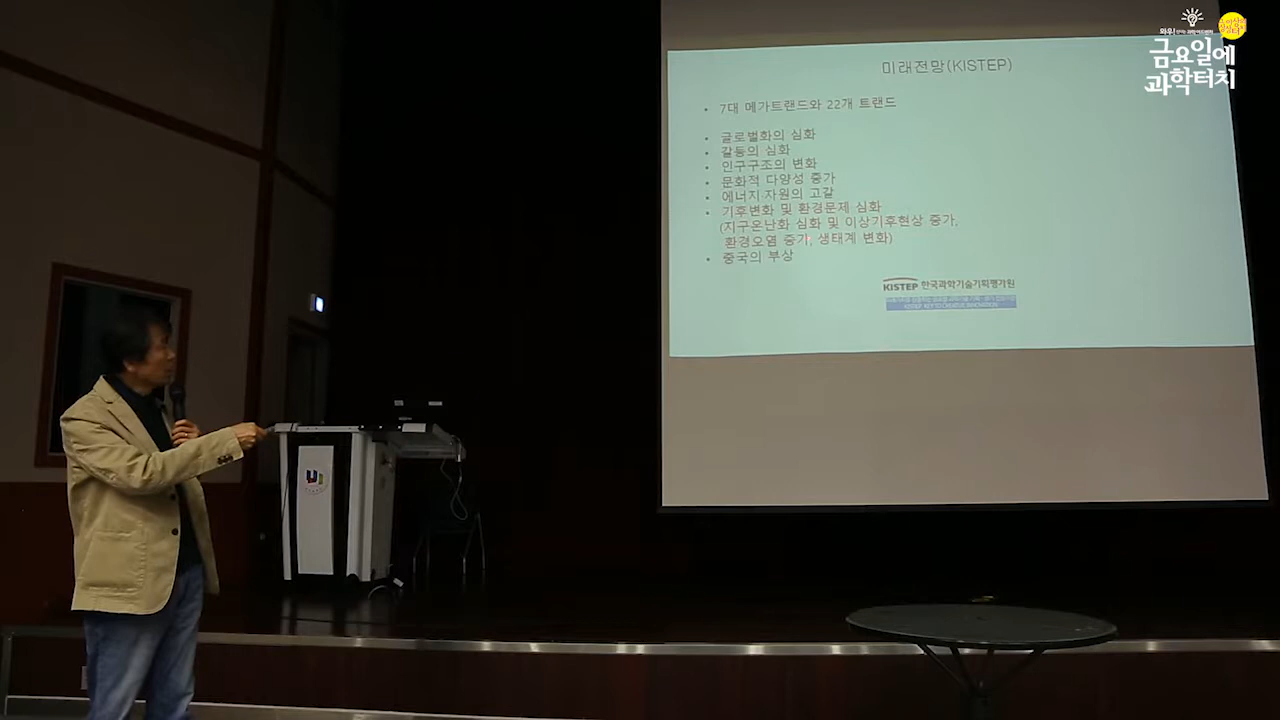 미래전망(KISTEP)
• 7대 메가트랜드와 22개 트랜드
• 글로벌화의 심화
• 갈등의 심화
• 인구구조의 변화
• 문화적 다양성 증가
• 에너지·자원의 고갈
• 기후변화 및 환경문제 심화
(지구온난화 심화 및 이상기후현상 증가,
환경오염 증가, 생태계 변화)
• 중국의 부상
KISTEP 한국과학기술기획평가원
금요일에
과학터치